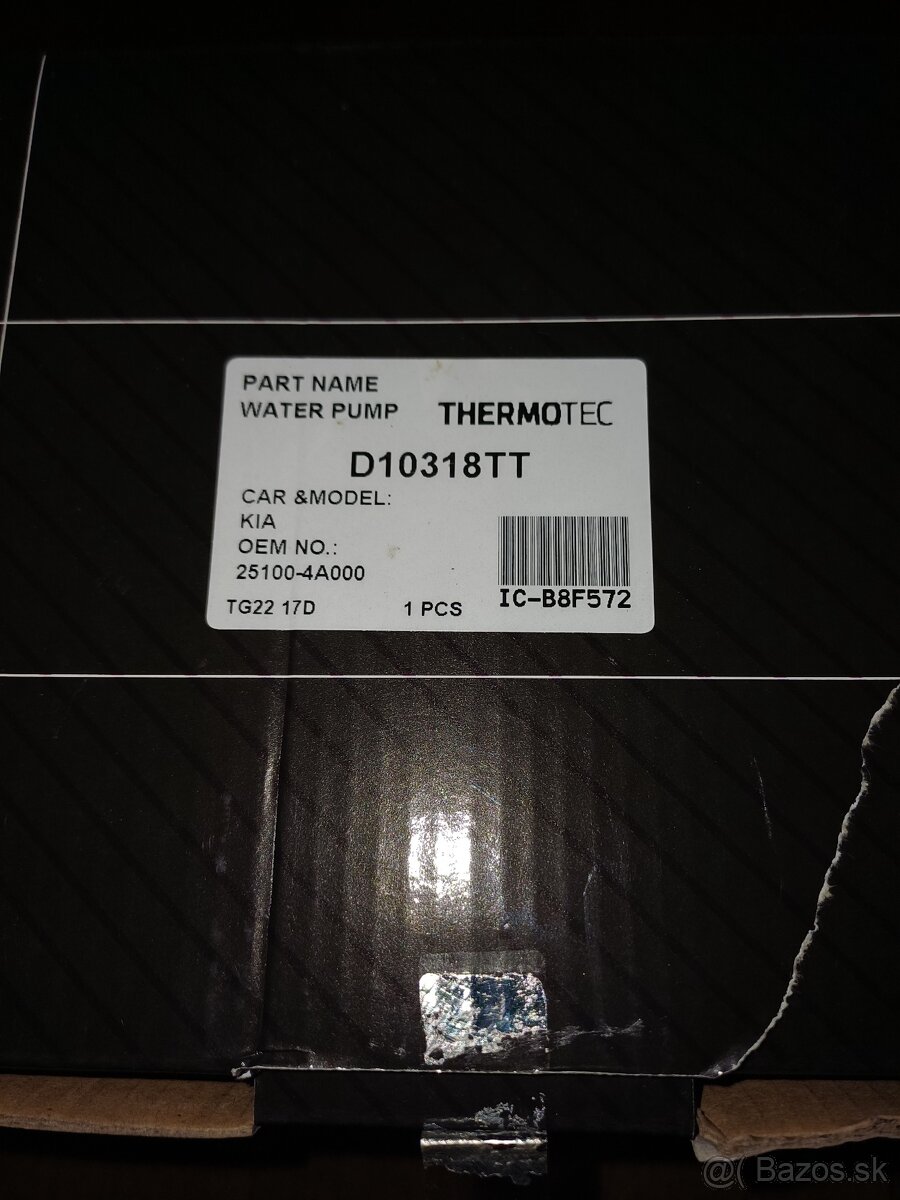 PART NAME
WATER PUMP
THERMOTEC
D10318TT
CAR &MODEL:
KIA
OEM NO.:
25100-4A000
TG22 17D
1 PCS
IC-B8F572
@( Bazos.sk